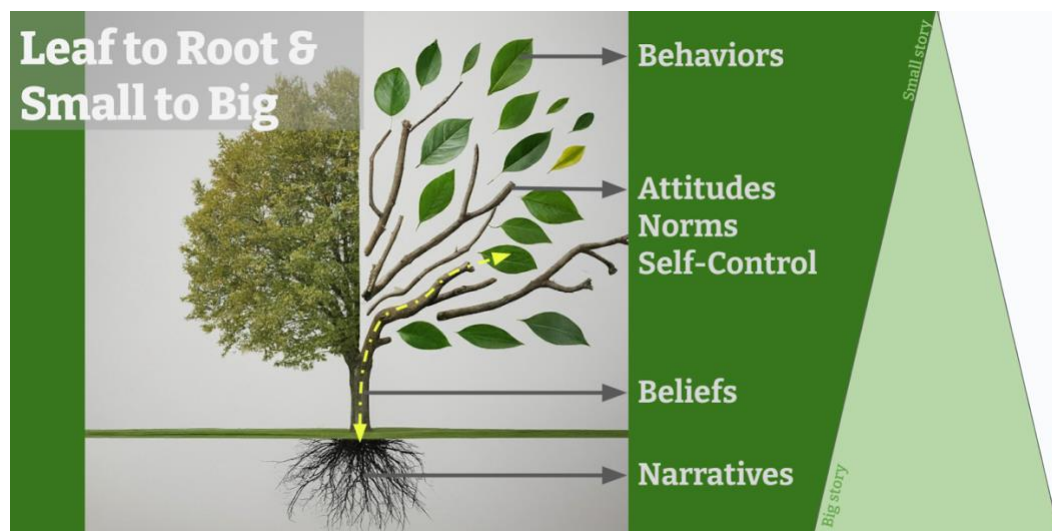 Leaf to Root &
Small to Big
Behaviors
Attitudes
Norms
Self-Control
Beliefs
Narratives
Small story
Big story